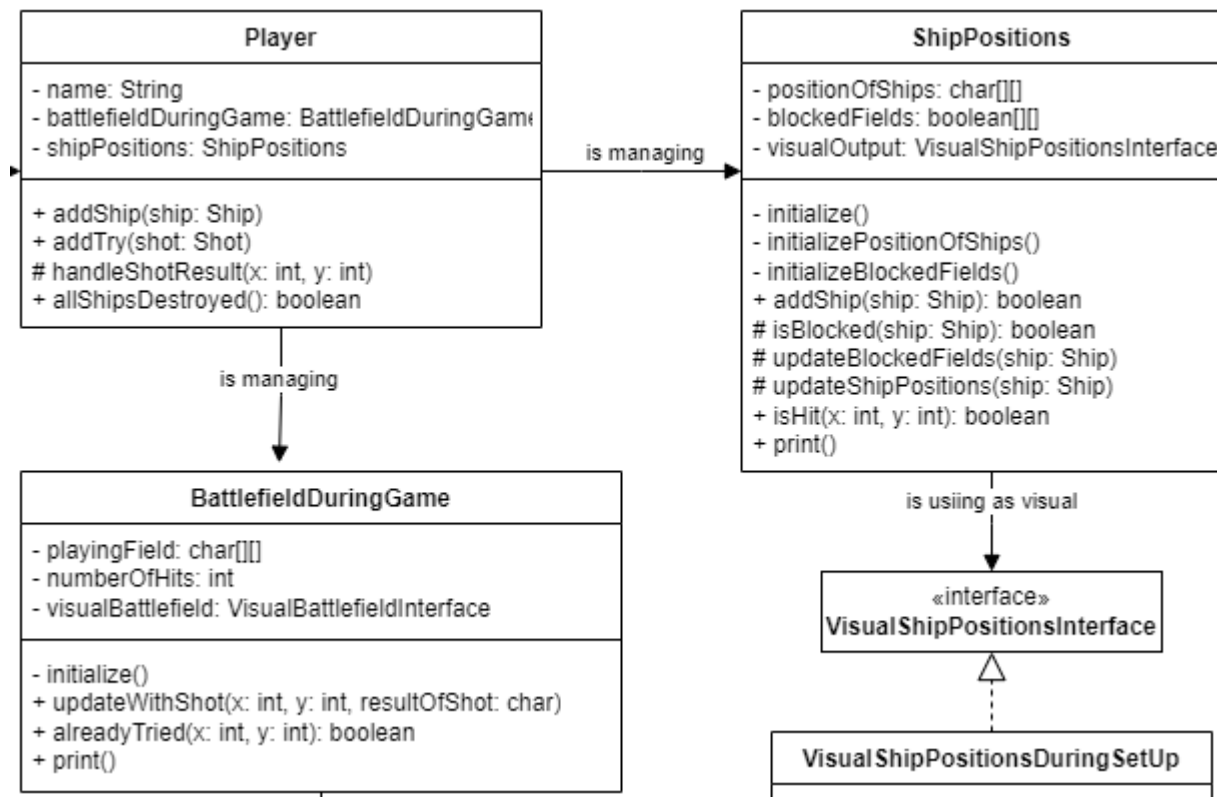 Player
- name: String
- battlefieldDuringGame: BattlefieldDuringGame
- shipPositions: ShipPositions
+ addShip(ship: Ship)
+ addTry(shot: Shot)
# handleShotResult(x: int, y: int)
+ allShipsDestroyed(): boolean
is managing
ShipPositions
- positionOfShips: char[][]
- blockedFields: boolean[][]
- visualOutput: VisualShipPositionsInterface
- initialize()
- initializePositionOfShips()
- initializeBlockedFields()
+ addShip(ship: Ship): boolean
# isBlocked(ship: Ship): boolean
# updateBlockedFields(ship: Ship)
# updateShipPositions(ship: Ship)
+ isHit(x: int, y: int): boolean
+ print()
is managing
BattlefieldDuringGame
- playingField: char[][]
- numberOfHits: int
- visualBattlefield: VisualBattlefieldInterface
- initialize()
+ updateWithShot(x: int, y: int, resultOfShot: char)
+ alreadyTried(x: int, y: int): boolean
+ print()
is usiing as visual
«interface»
VisualShipPositionsInterface
VisualShipPositionsDuringSetUp